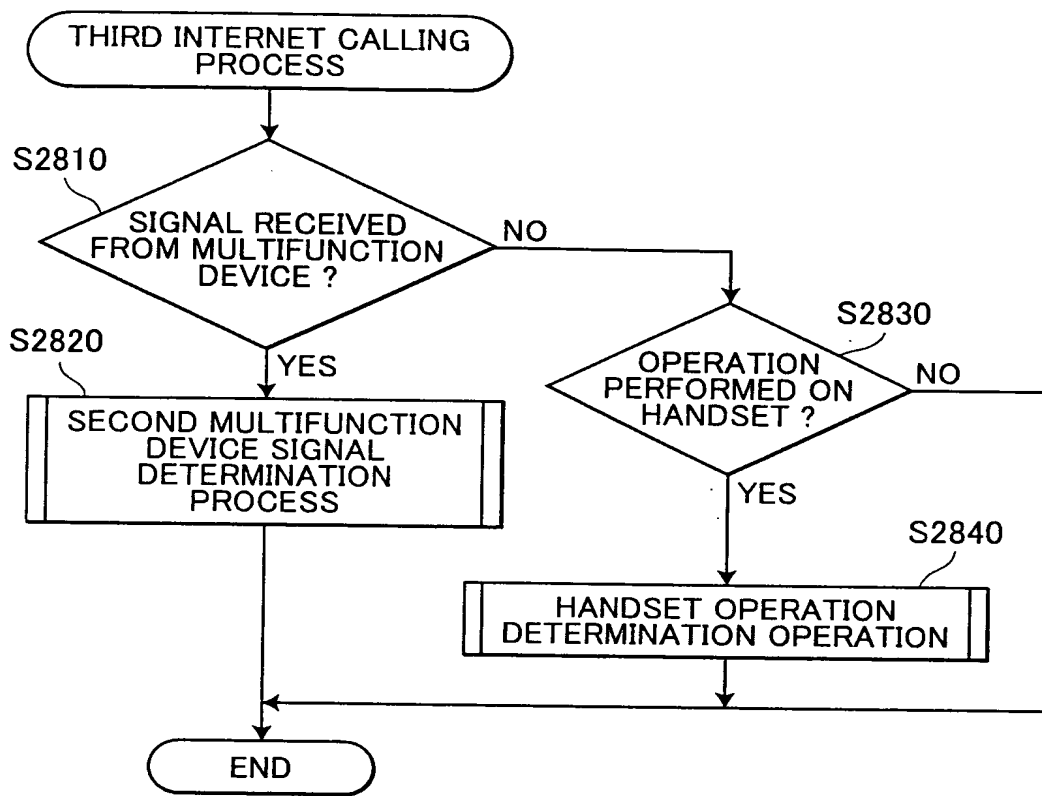 THIRD INTERNET CALLING
PROCESS
S2810
SIGNAL RECEIVED
FROM MULTIFUNCTION
DEVICE ?
NO
YES
S2820
SECOND MULTIFUNCTION
DEVICE SIGNAL
DETERMINATION
PROCESS
S2830
OPERATION
PERFORMED ON
HANDSET ?
NO
YES
S2840
HANDSET OPERATION
DETERMINATION OPERATION
END